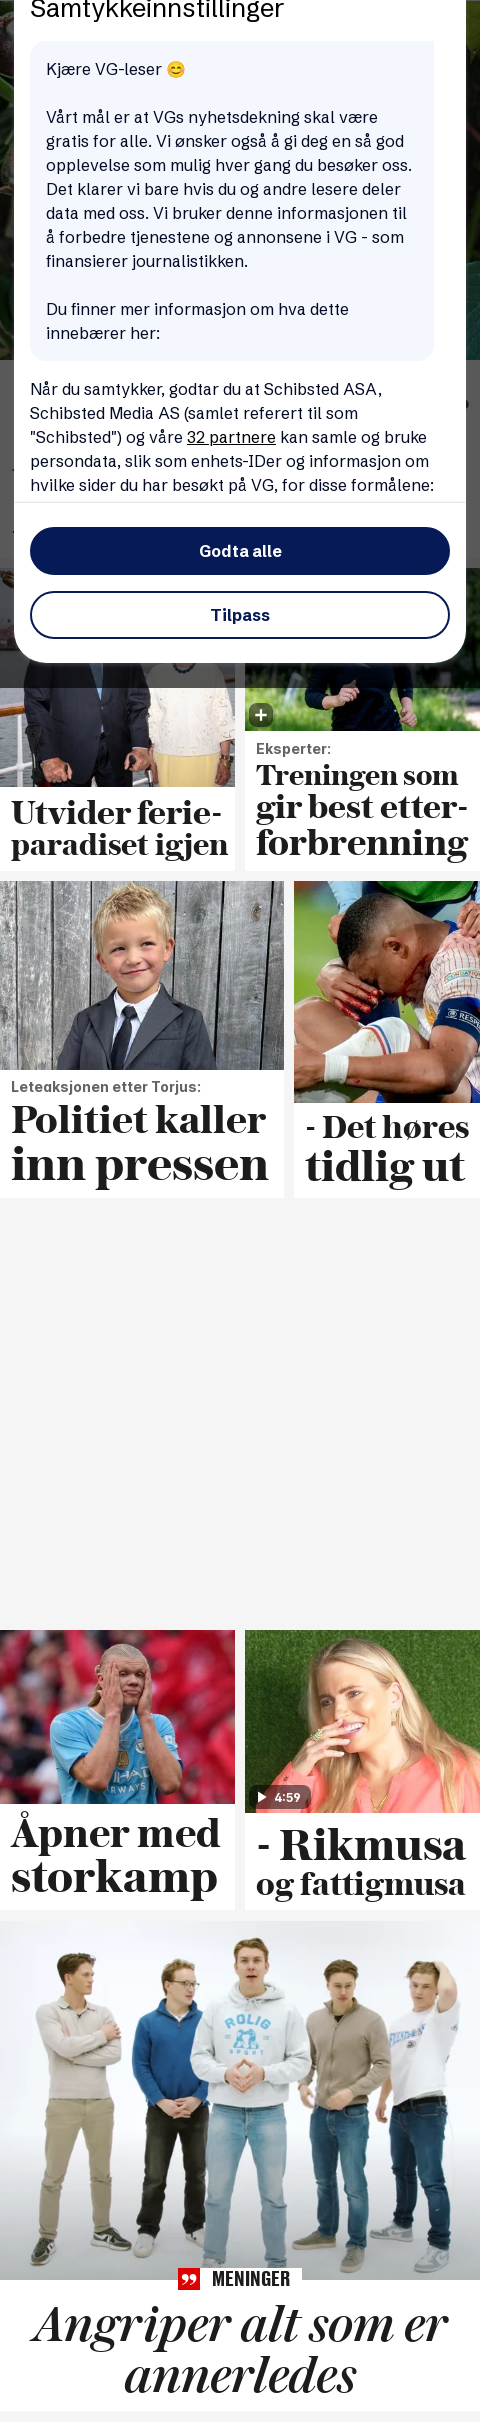 Samtykkeinnstillinger
Kjære VG-leser 😊
Vårt mål er at VGs nyhetsdekning skal være
gratis for alle. Vi ønsker også å gi deg en så god
opplevelse som mulig hver gang du besøker oss.
Det klarer vi bare hvis du og andre lesere deler
data med oss. Vi bruker denne informasjonen til
å forbedre tjenestene og annonsene i VG - som
finansierer journalistikken.
Du finner mer informasjon om hva dette
innebærer her:
Når du samtykker, godtar du at Schibsted ASA,
Schibsted Media AS (samlet referert til som
"Schibsted") og våre 32 partnere kan samle og bruke
persondata, slik som enhets-IDer og informasjon om
hvilke sider du har besøkt på VG, for disse formålene:
Godta alle
Tilpass
Utvider ferie-
paradiset igjen
Eksperter:
Treningen som
gir best etter-
forbrenning
Leteaksjonen etter Torjus:
Politiet kaller
inn pressen
- Det høres
tidlig ut
Åpner med
storkamp
4:59
- Rikmusa
og fattigmusa
ROLIG
SPORT
MENINGER
Angriper alt som er
annerledes